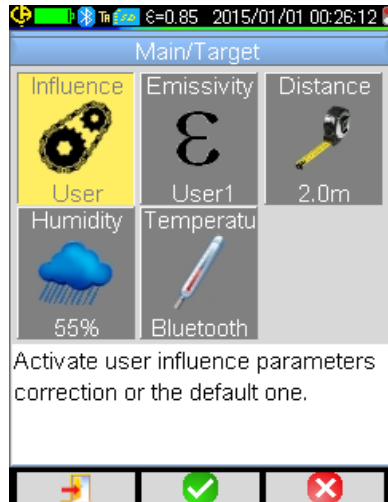 ε=0.85 2015/01/01 00:26:12
Main/Target
Influence Emissivity Distance
ε
User User1 2.0m
Humidity Temperatu
55% Bluetooth
Activate user influence parameters
correction or the default one.